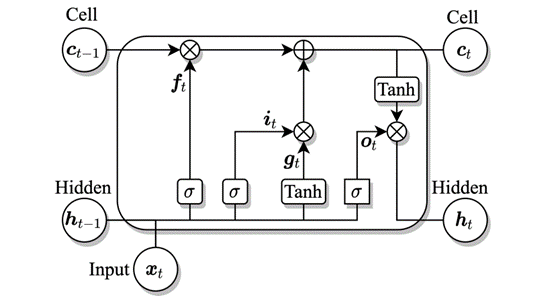 Cell
Cell
c_{t−1}
c_t
f_t
Tanh
i_t
o_t
g_t
Hidden
σ
σ
Tanh
σ
Hidden
h_{t−1}
h_t
Input
x_t